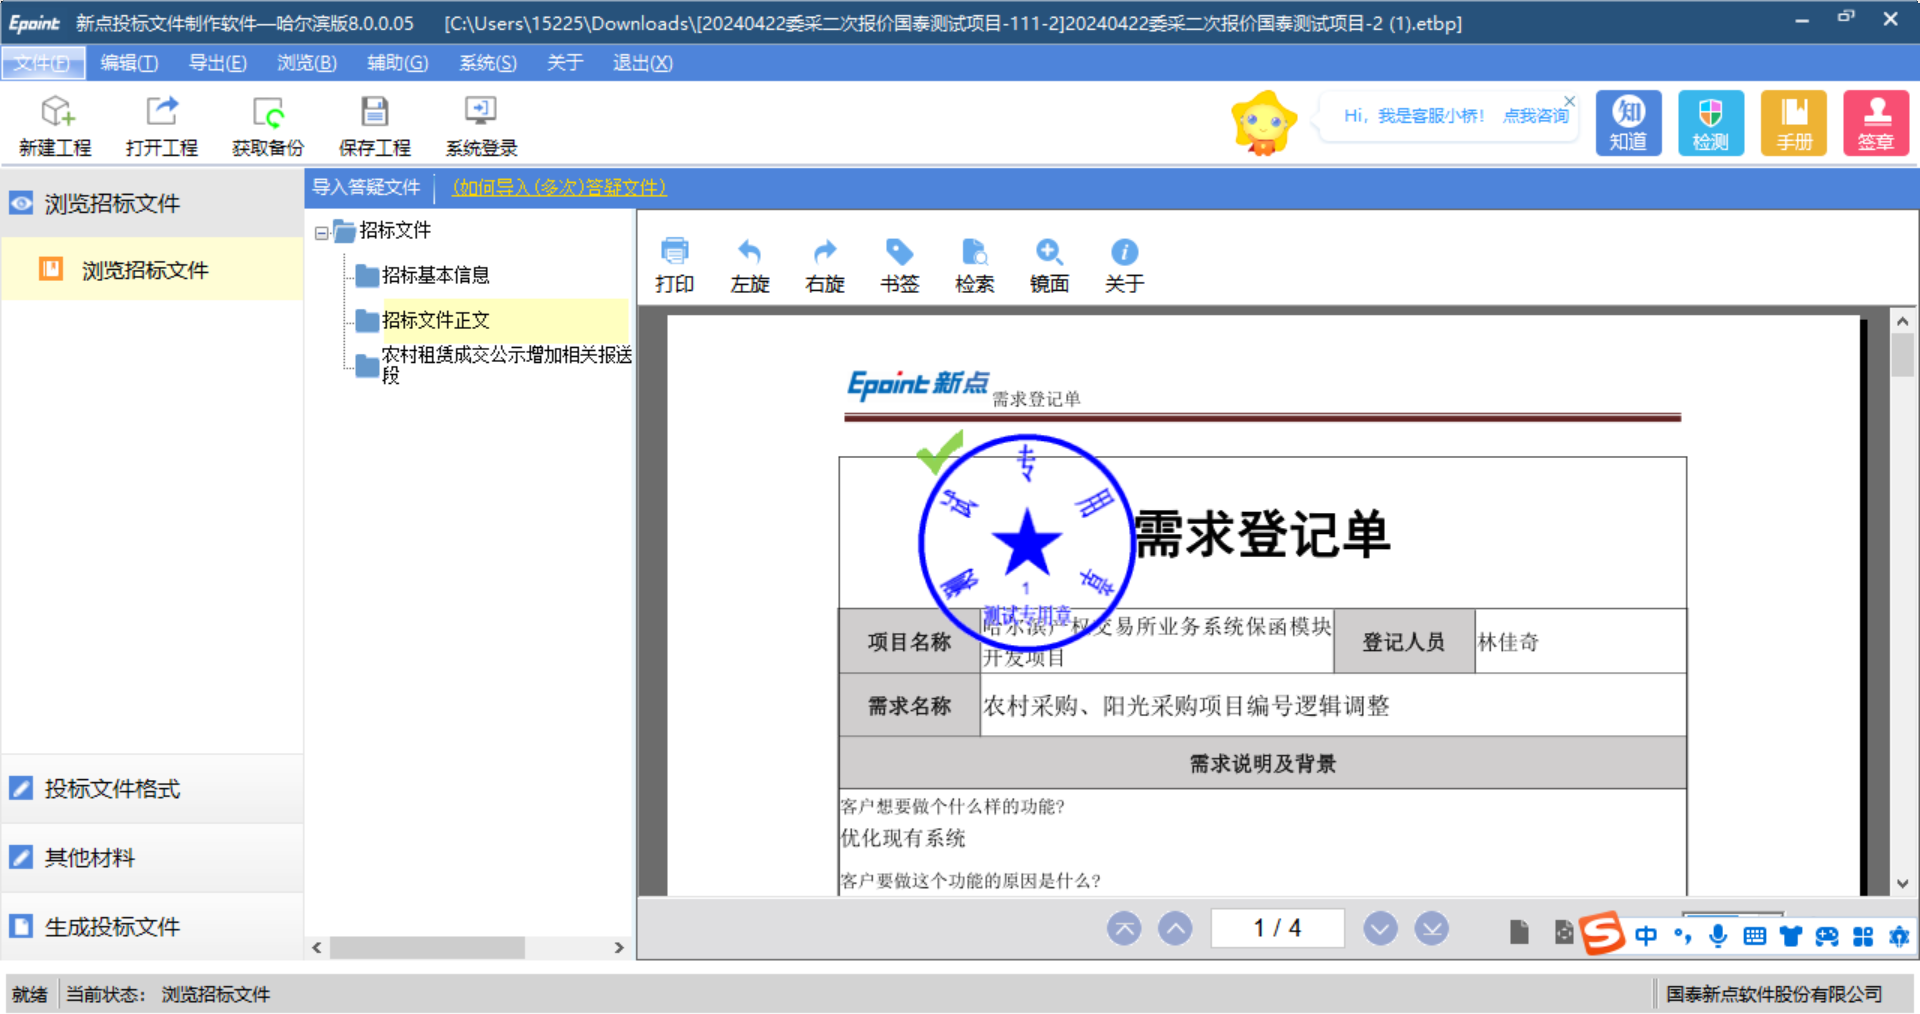 Epoint 新点投标文件制作软件—哈尔滨版8.0.0.05 [C:\Users\15225\Downloads\[20240422委采二次报价国泰测试项目-111-2]20240422委采二次报价国泰测试项目-2 (1).etbp]
文件(F) 编辑(T) 导出(E) 浏览(B) 辅助(G) 系统(S) 关于 退出(X)
新建工程 打开工程 获取备份 保存工程 系统登录
Hi，我是客服小桥！ 点我咨询
知 知道 检测 手册 签章
浏览招标文件
浏览招标文件
投标文件格式
其他材料
生成投标文件
导入答疑文件 (如何导入(多次)答疑文件)
招标文件
招标基本信息
招标文件正文
农村租赁成交公示增加相关报送
段
打印 左旋 右旋 书签 检索 镜面 关于
Epoint 新点 需求登记单
测试专用章
1
测试专用章
需求登记单
项目名称 哈尔滨产权交易所业务系统保函模块
开发项目
登记人员 林佳奇
需求名称 农村采购、阳光采购项目编号逻辑调整
需求说明及背景
客户想要做个什么样的功能?
优化现有系统
客户要做这个功能的原因是什么?
1 / 4
S 中
就绪 当前状态： 浏览招标文件 国泰新点软件股份有限公司